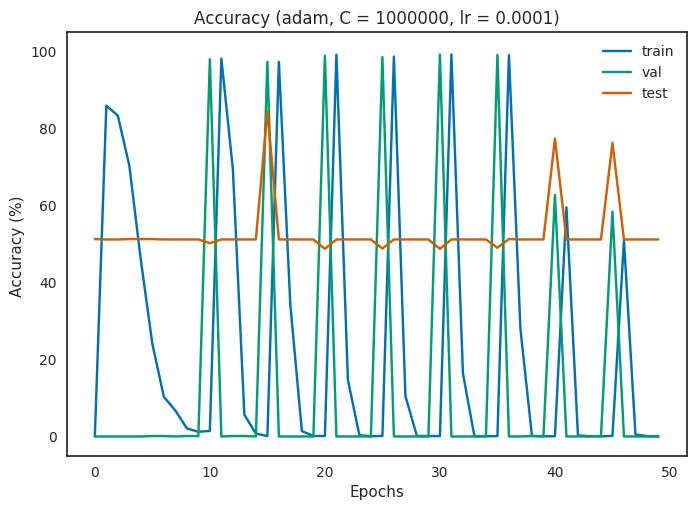 Accuracy (adam, C = 1000000, lr = 0.0001)
train
val
test
100
80
60
40
20
0
Accuracy (%)
0 10 20 30 40 50
Epochs